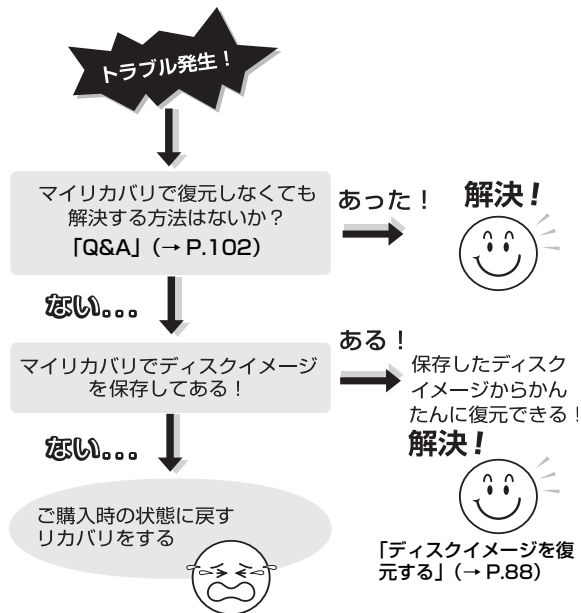 トラブル発生！
マイリカバリで復元しなくても
解決する方法はないか？
「Q&A」（→P.102）
あった！
解決！
ない...
マイリカバリでディスクイメージ
を保存してある！
ある！
保存したディスク
イメージからかん
たんに復元できる！
解決！
「ディスクイメージを復
元する」（→P.88）
ない...
ご購入時の状態に戻す
リカバリをする